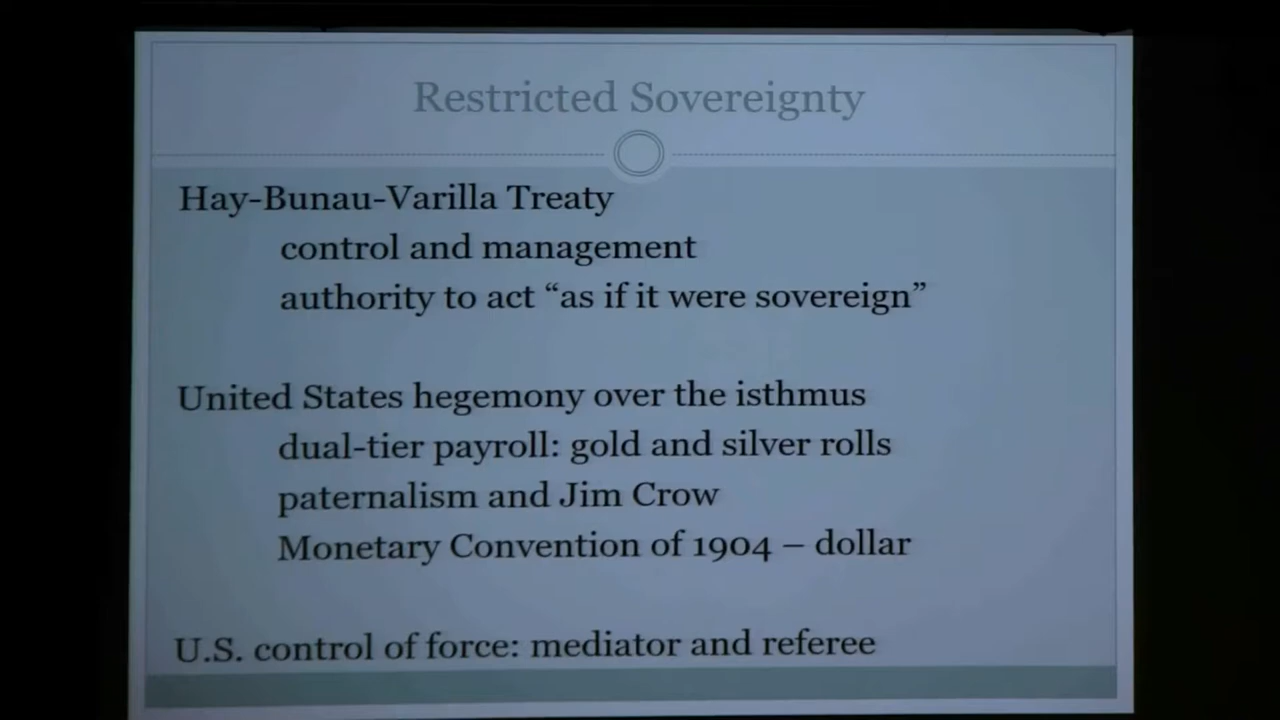 Restricted Sovereignty
Hay-Bunau-Varilla Treaty
control and management
authority to act “as if it were sovereign”
United States hegemony over the isthmus
dual-tier payroll: gold and silver rolls
paternalism and Jim Crow
Monetary Convention of 1904 – dollar
U.S. control of force: mediator and referee